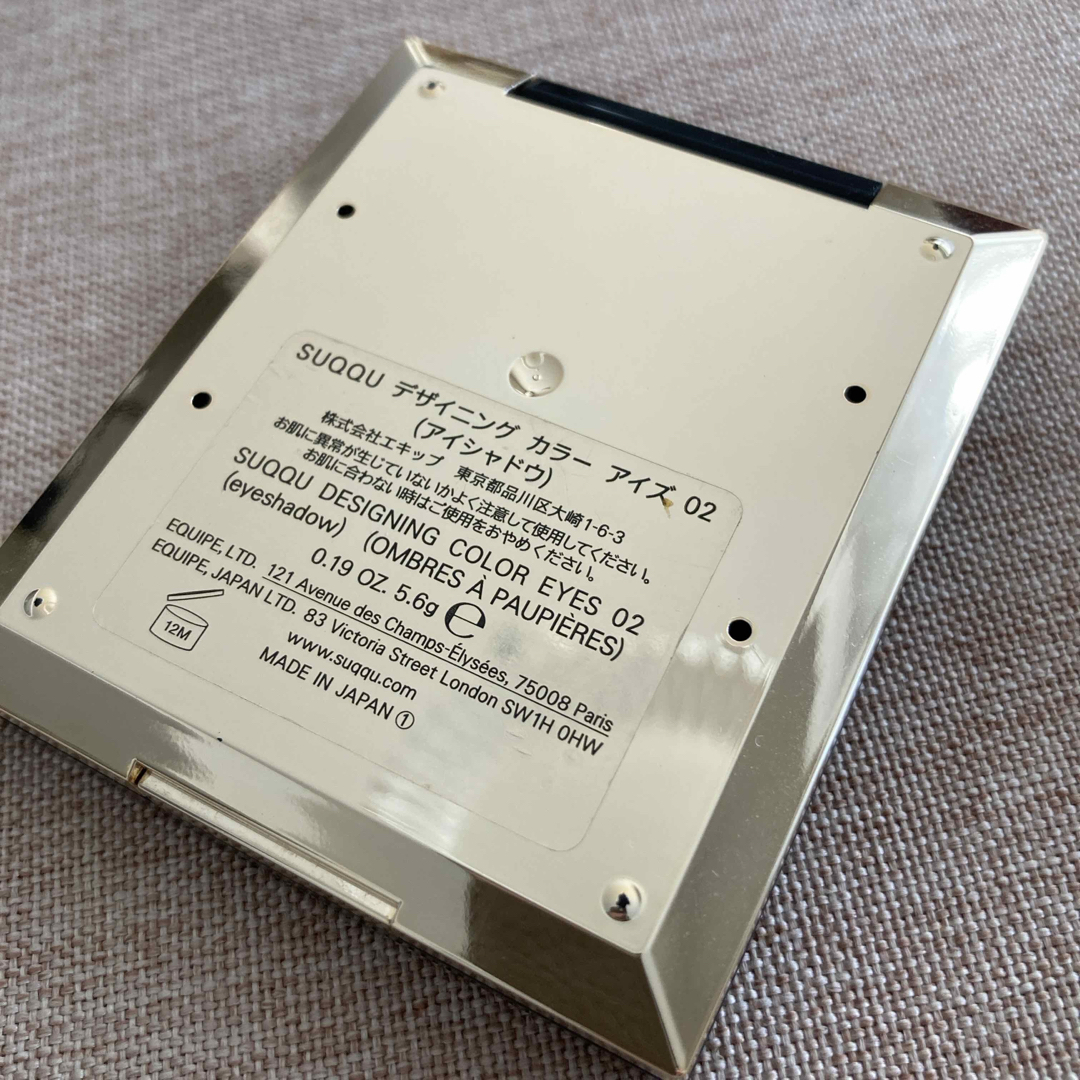 SUQQU デザイニング カラー アイズ 02
(アイシャドウ)
株式会社エキップ 東京都品川区大崎1-6-3
お肌に異常が生じていないかよく注意して使用してください。
お肌に合わない時はご使用をおやめください。
SUQQU DESIGNING COLOR EYES 02
(eyeshadow) (OMBRES À PAUPIÈRES)
0.19 OZ. 5.6g ℮
EQUIPE, LTD. 121 Avenue des Champs-Élysées, 75008 Paris
EQUIPE, JAPAN LTD. 83 Victoria Street London SW1H 0HW
12M
www.suqqu.com
MADE IN JAPAN ①